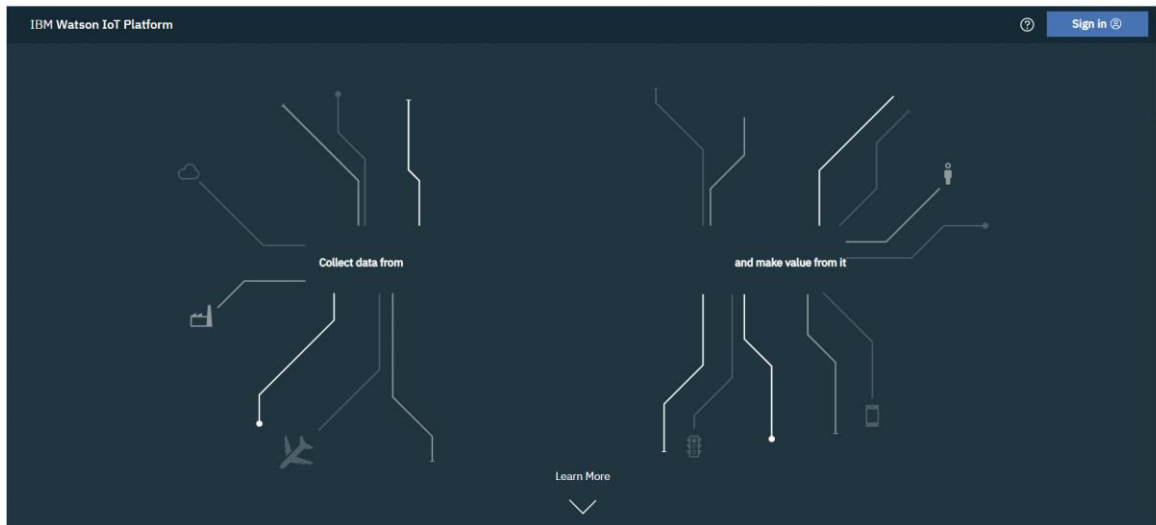 IBM Watson IoT Platform
Sign in
Collect data from
and make value from it
Learn More